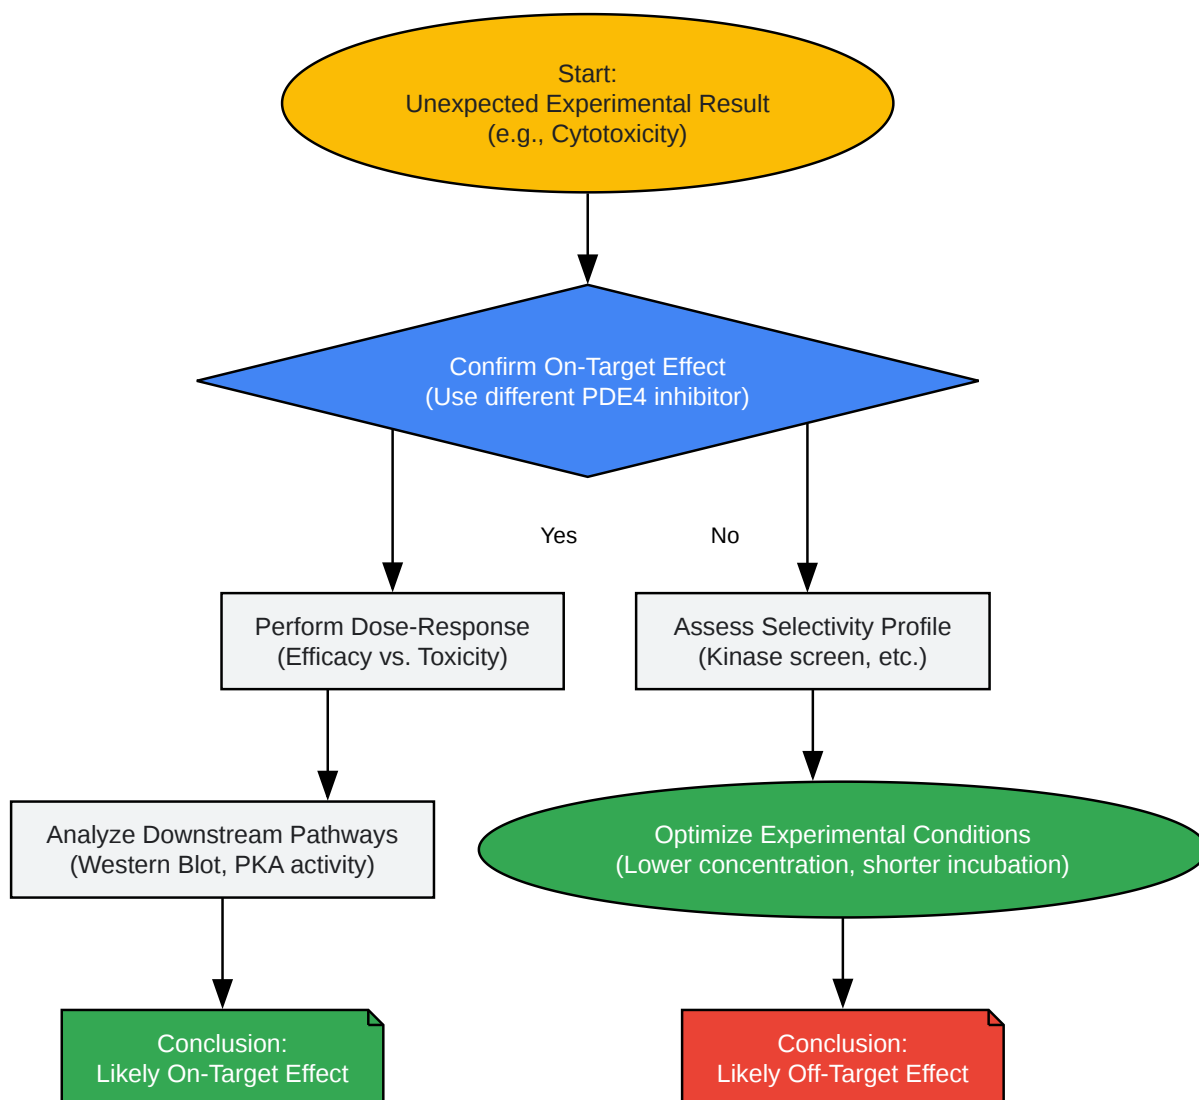 Start:
Unexpected Experimental Result
(e.g., Cytotoxicity)
Confirm On-Target Effect
(Use different PDE4 inhibitor)
Yes
No
Perform Dose-Response
(Efficacy vs. Toxicity)
Assess Selectivity Profile
(Kinase screen, etc.)
Analyze Downstream Pathways
(Western Blot, PKA activity)
Optimize Experimental Conditions
(Lower concentration, shorter incubation)
Conclusion:
Likely On-Target Effect
Conclusion:
Likely Off-Target Effect